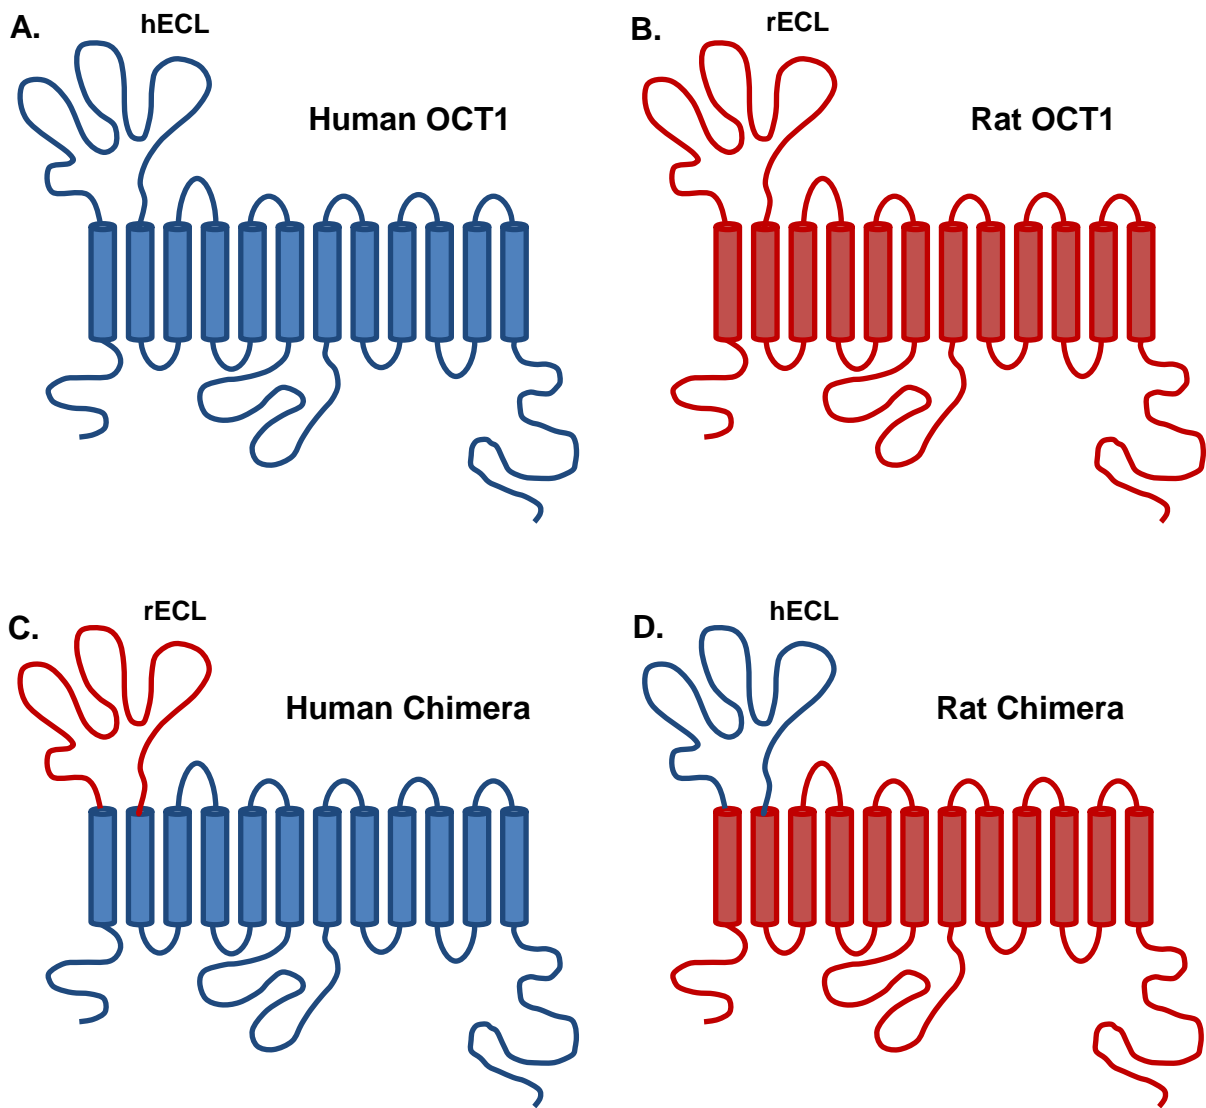 A.
hECL
Human OCT1
B.
rECL
Rat OCT1
C.
rECL
Human Chimera
D.
hECL
Rat Chimera